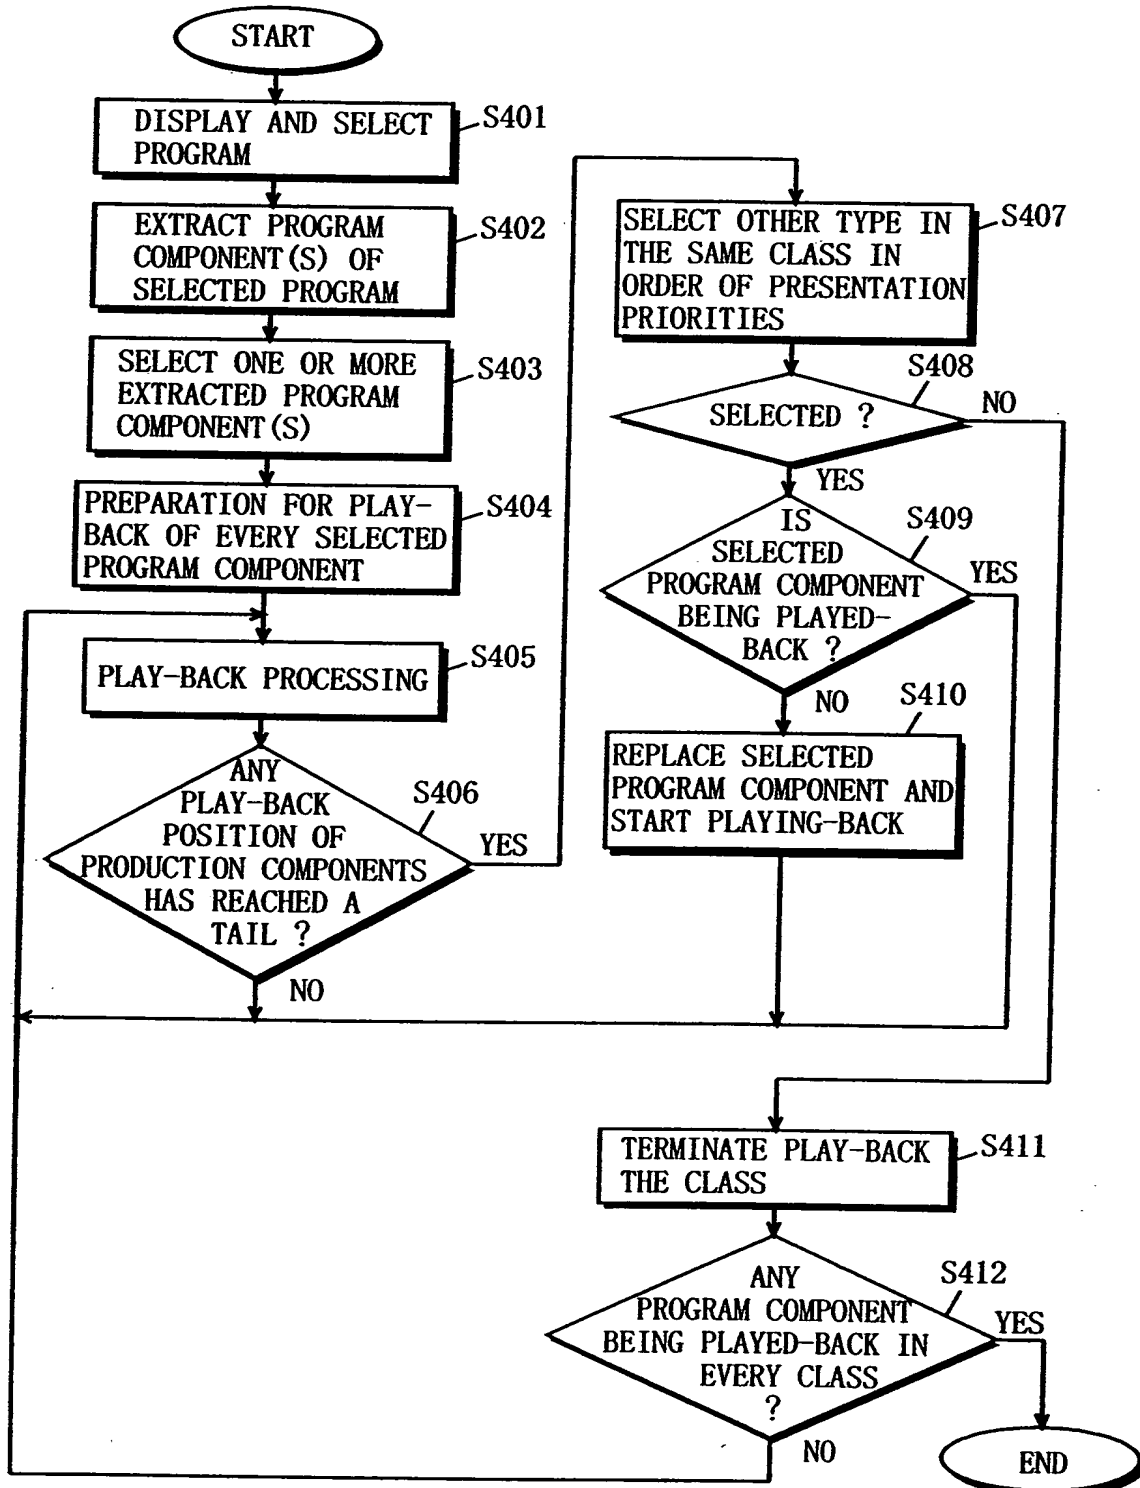 START
DISPLAY AND SELECT
PROGRAM
S401
EXTRACT PROGRAM
COMPONENT(S) OF
SELECTED PROGRAM
S402
SELECT ONE OR MORE
EXTRACTED PROGRAM
COMPONENT(S)
S403
PREPARATION FOR PLAY-
BACK OF EVERY SELECTED
PROGRAM COMPONENT
S404
PLAY-BACK PROCESSING
S405
ANY
PLAY-BACK
POSITION OF
PRODUCTION COMPONENTS
HAS REACHED A
TAIL ?
S406
YES
NO
SELECT OTHER TYPE IN
THE SAME CLASS IN
ORDER OF PRESENTATION
PRIORITIES
S407
SELECTED ?
S408
NO
YES
IS
SELECTED
PROGRAM COMPONENT
BEING PLAYED-
BACK ?
S409
YES
NO
REPLACE SELECTED
PROGRAM COMPONENT AND
START PLAYING-BACK
S410
TERMINATE PLAY-BACK
THE CLASS
S411
ANY
PROGRAM COMPONENT
BEING PLAYED-BACK IN
EVERY CLASS
?
S412
YES
NO
END